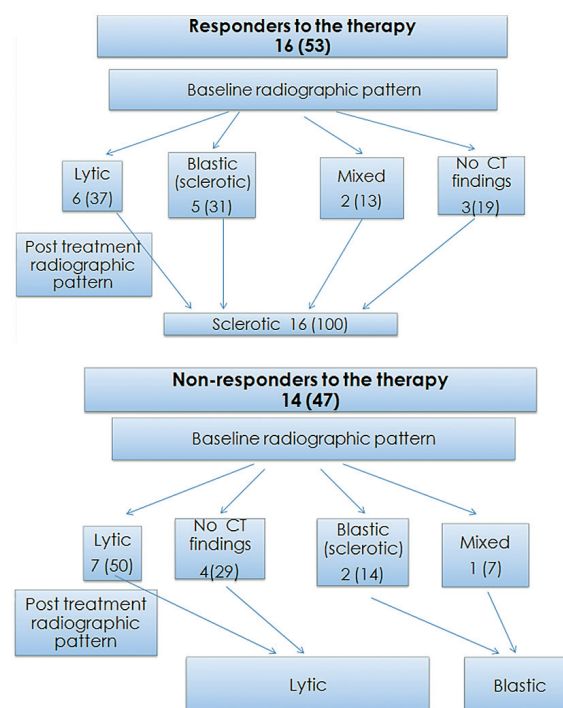 Responders to the therapy
16 (53)
Baseline radiographic pattern
Lytic
6 (37)
Blastic
(sclerotic)
5 (31)
Mixed
2 (13)
No CT
findings
3(19)
Post treatment
radiographic
pattern
Sclerotic 16 (100)
Non-responders to the therapy
14 (47)
Baseline radiographic pattern
Lytic
7 (50)
No CT
findings
4(29)
Blastic
(sclerotic)
2 (14)
Mixed
1 (7)
Post treatment
radiographic
pattern
Lytic
Blastic